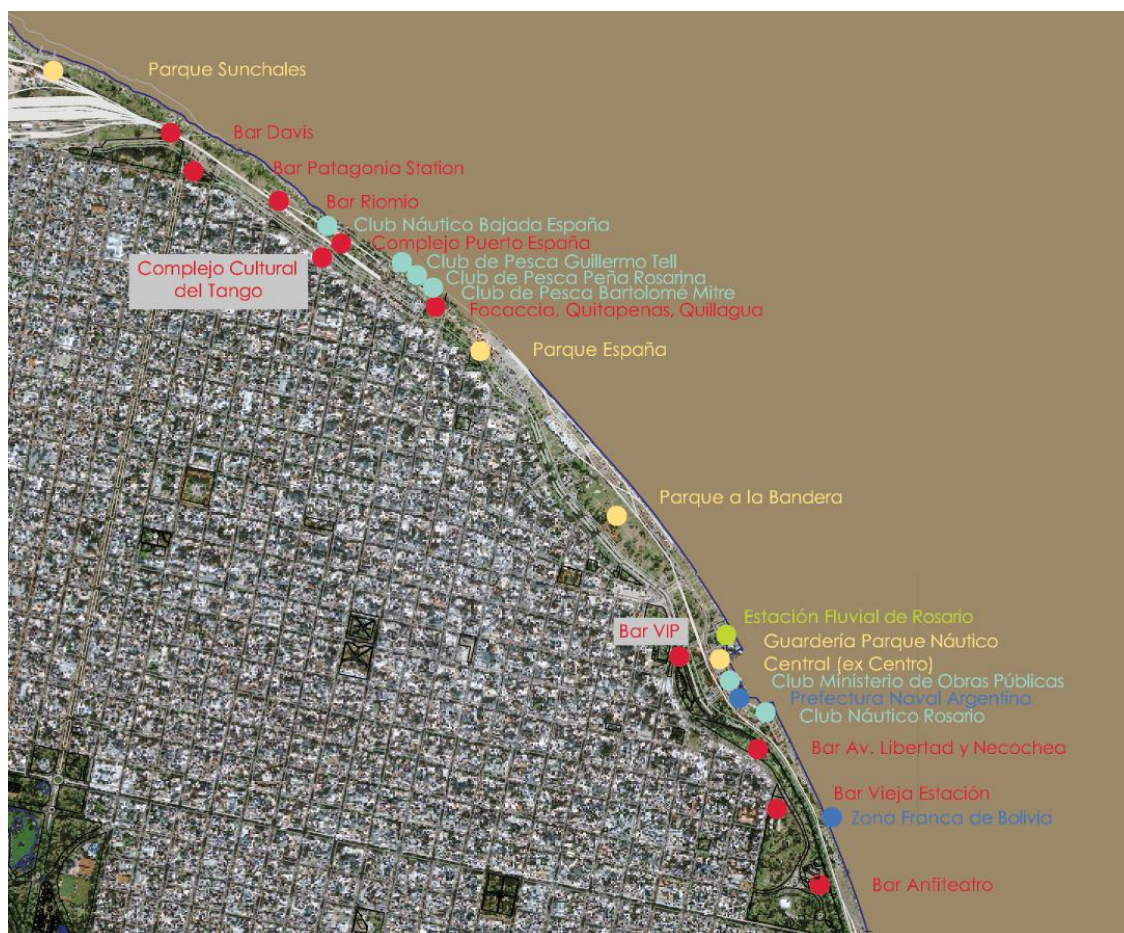 Parque Sunchales
Bar Davis
Bar Patagonia Station
Bar Riomio
Club Náutico Bajada España
Complejo Puerto España
Complejo Cultural
del Tango
Club de Pesca Guillermo Tell
Club de Pesca Peña Rosarina
Club de Pesca Bartolomé Mitre
Focaccia, Quitapenas, Quillagua
Parque España
Parque a la Bandera
Estación Fluvial de Rosario
Bar VIP
Guardería Parque Náutico
Central (ex Centro)
Club Ministerio de Obras Públicas
Prefectura Naval Argentina
Club Náutico Rosario
Bar Av. Libertad y Necochea
Bar Vieja Estación
Zona Franca de Bolivia
Bar Anfiteatro